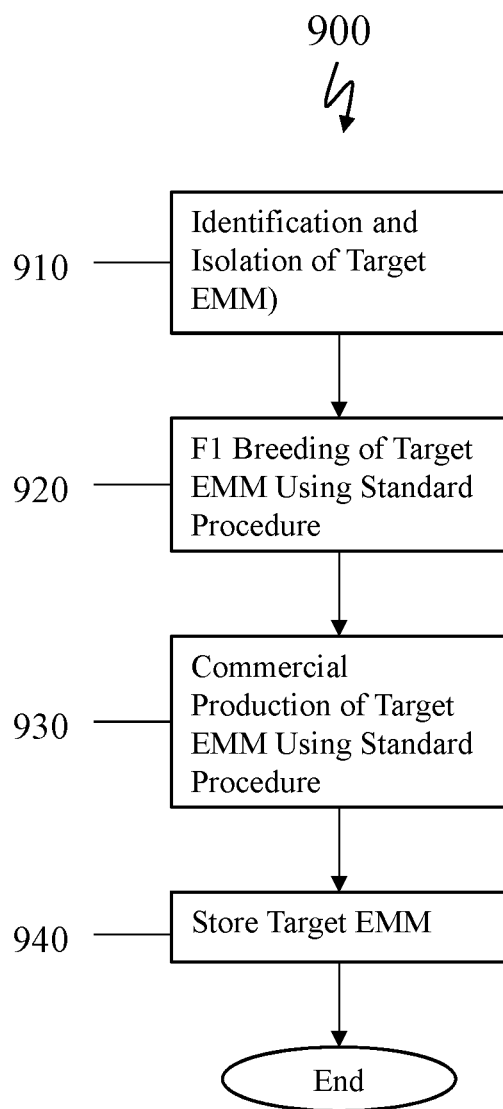 900
910
Identification and
Isolation of Target
EMM)
920
F1 Breeding of Target
EMM Using Standard
Procedure
930
Commercial
Production of Target
EMM Using Standard
Procedure
940
Store Target EMM
End